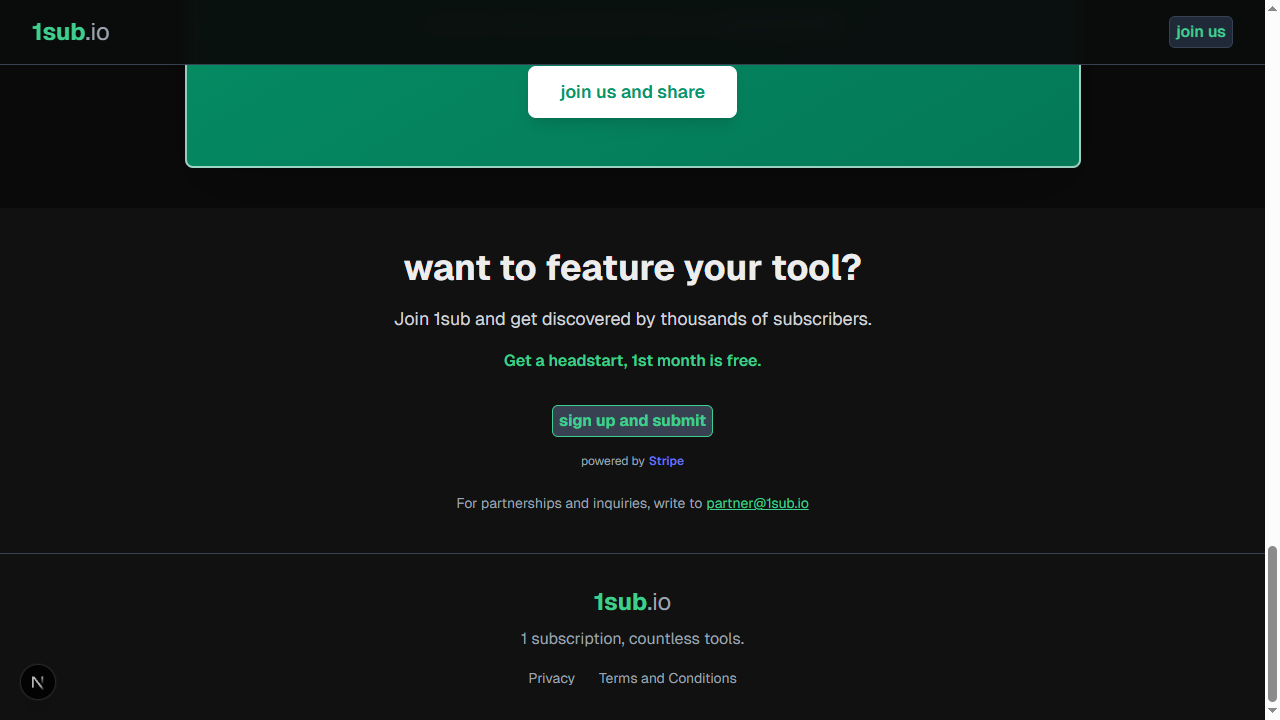 1sub.io
join us
join us and share
want to feature your tool?
Join 1sub and get discovered by thousands of subscribers.
Get a headstart, 1st month is free.
sign up and submit
powered by Stripe
For partnerships and inquiries, write to partner@1sub.io
1sub.io
1 subscription, countless tools.
Privacy Terms and Conditions
N